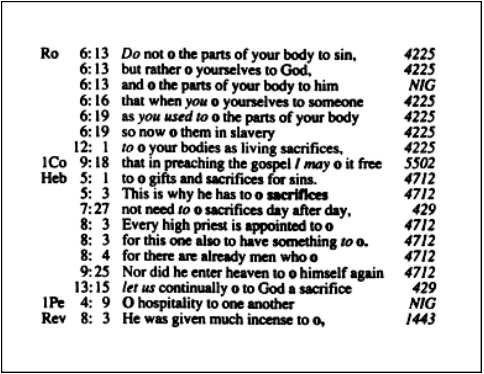 Ro 6:13 Do not o the parts of your body to sin, 4225
6:13 but rather o yourselves to God, 4225
6:13 and o the parts of your body to him NIG
6:16 that when you o yourselves to someone 4225
6:19 as you used to o the parts of your body 4225
6:19 so now o them in slavery 4225
12: 1 to o your bodies as living sacrifices, 4225
1Co 9:18 that in preaching the gospel I may o it free 5502
Heb 5: 1 to o gifts and sacrifices for sins. 4712
5: 3 This is why he has to o sacrifices 4712
7:27 not need to o sacrifices day after day, 429
8: 3 Every high priest is appointed to o 4712
8: 3 for this one also to have something to o. 4712
8: 4 for there are already men who o 4712
9:25 Nor did he enter heaven to o himself again 4712
13:15 let us continually o to God a sacrifice 429
1Pe 4: 9 O hospitality to one another NIG
Rev 8: 3 He was given much incense to o, 1443